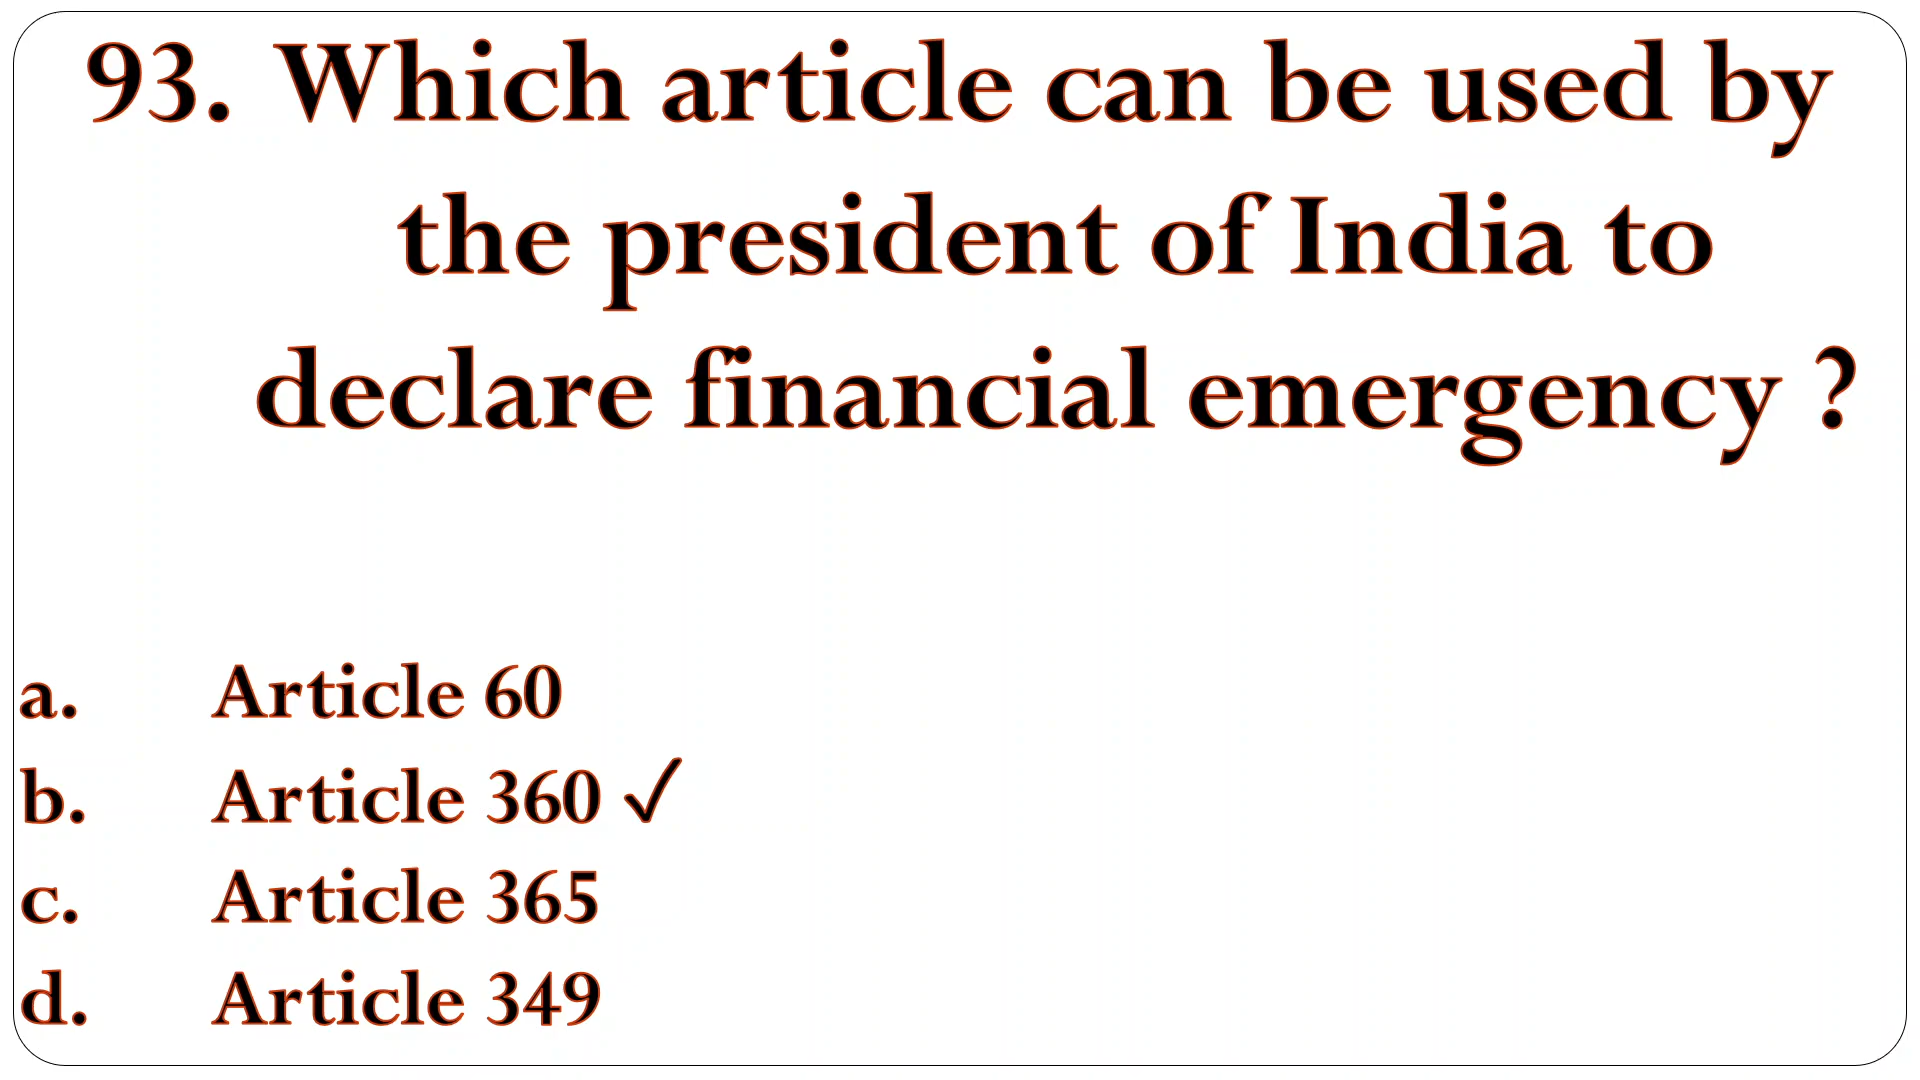 93. Which article can be used by
the president of India to
declare financial emergency ?
a. Article 60
b. Article 360 ✓
c. Article 365
d. Article 349